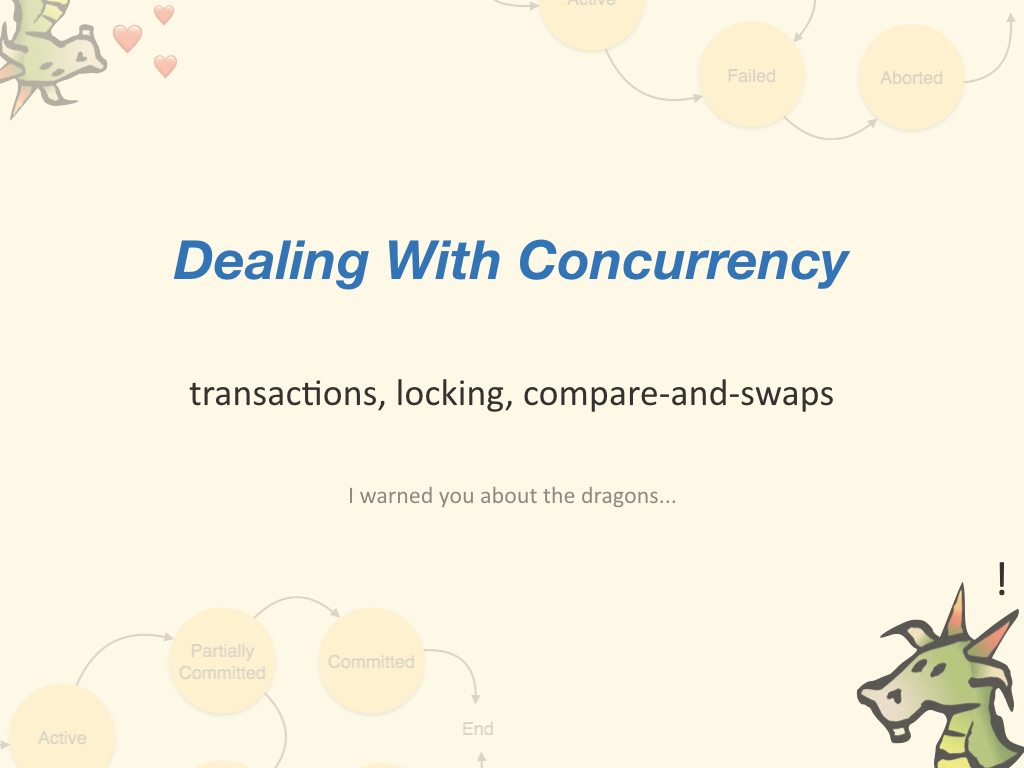 Active
Failed
Aborted
Dealing With Concurrency
transactions, locking, compare-and-swaps
I warned you about the dragons...
!
Partially
Committed
Committed
End
Active